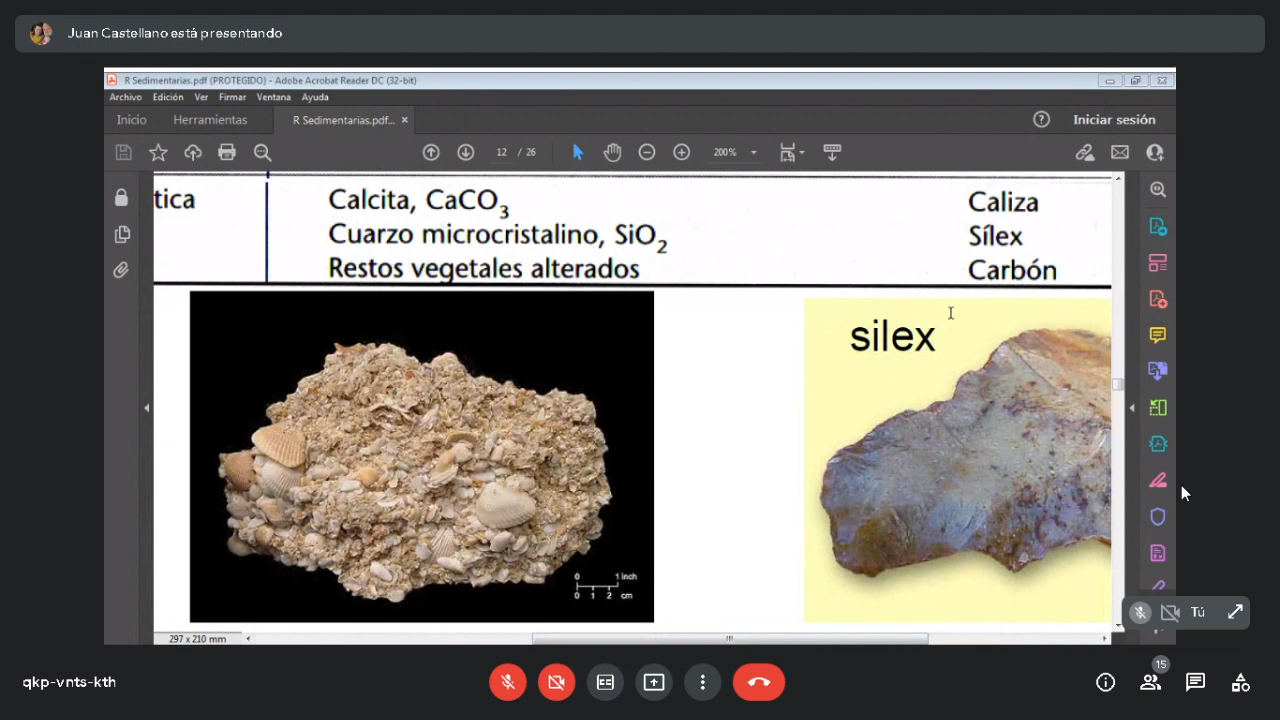 Juan Castellano está presentando
R Sedimentarias.pdf (PROTEGIDO) - Adobe Acrobat Reader DC (32-bit)
Archivo Edición Ver Firmar Ventana Ayuda
Inicio Herramientas R Sedimentarias.pdf... × Iniciar sesión
12 / 26 200%
tica Calcita, CaCO3 Caliza
Cuarzo microcristalino, SiO2 Sílex
Restos vegetales alterados Carbón
silex
0 1 inch
0 1 2 cm
Tú
297 x 210 mm
qkp-vnts-kth
15